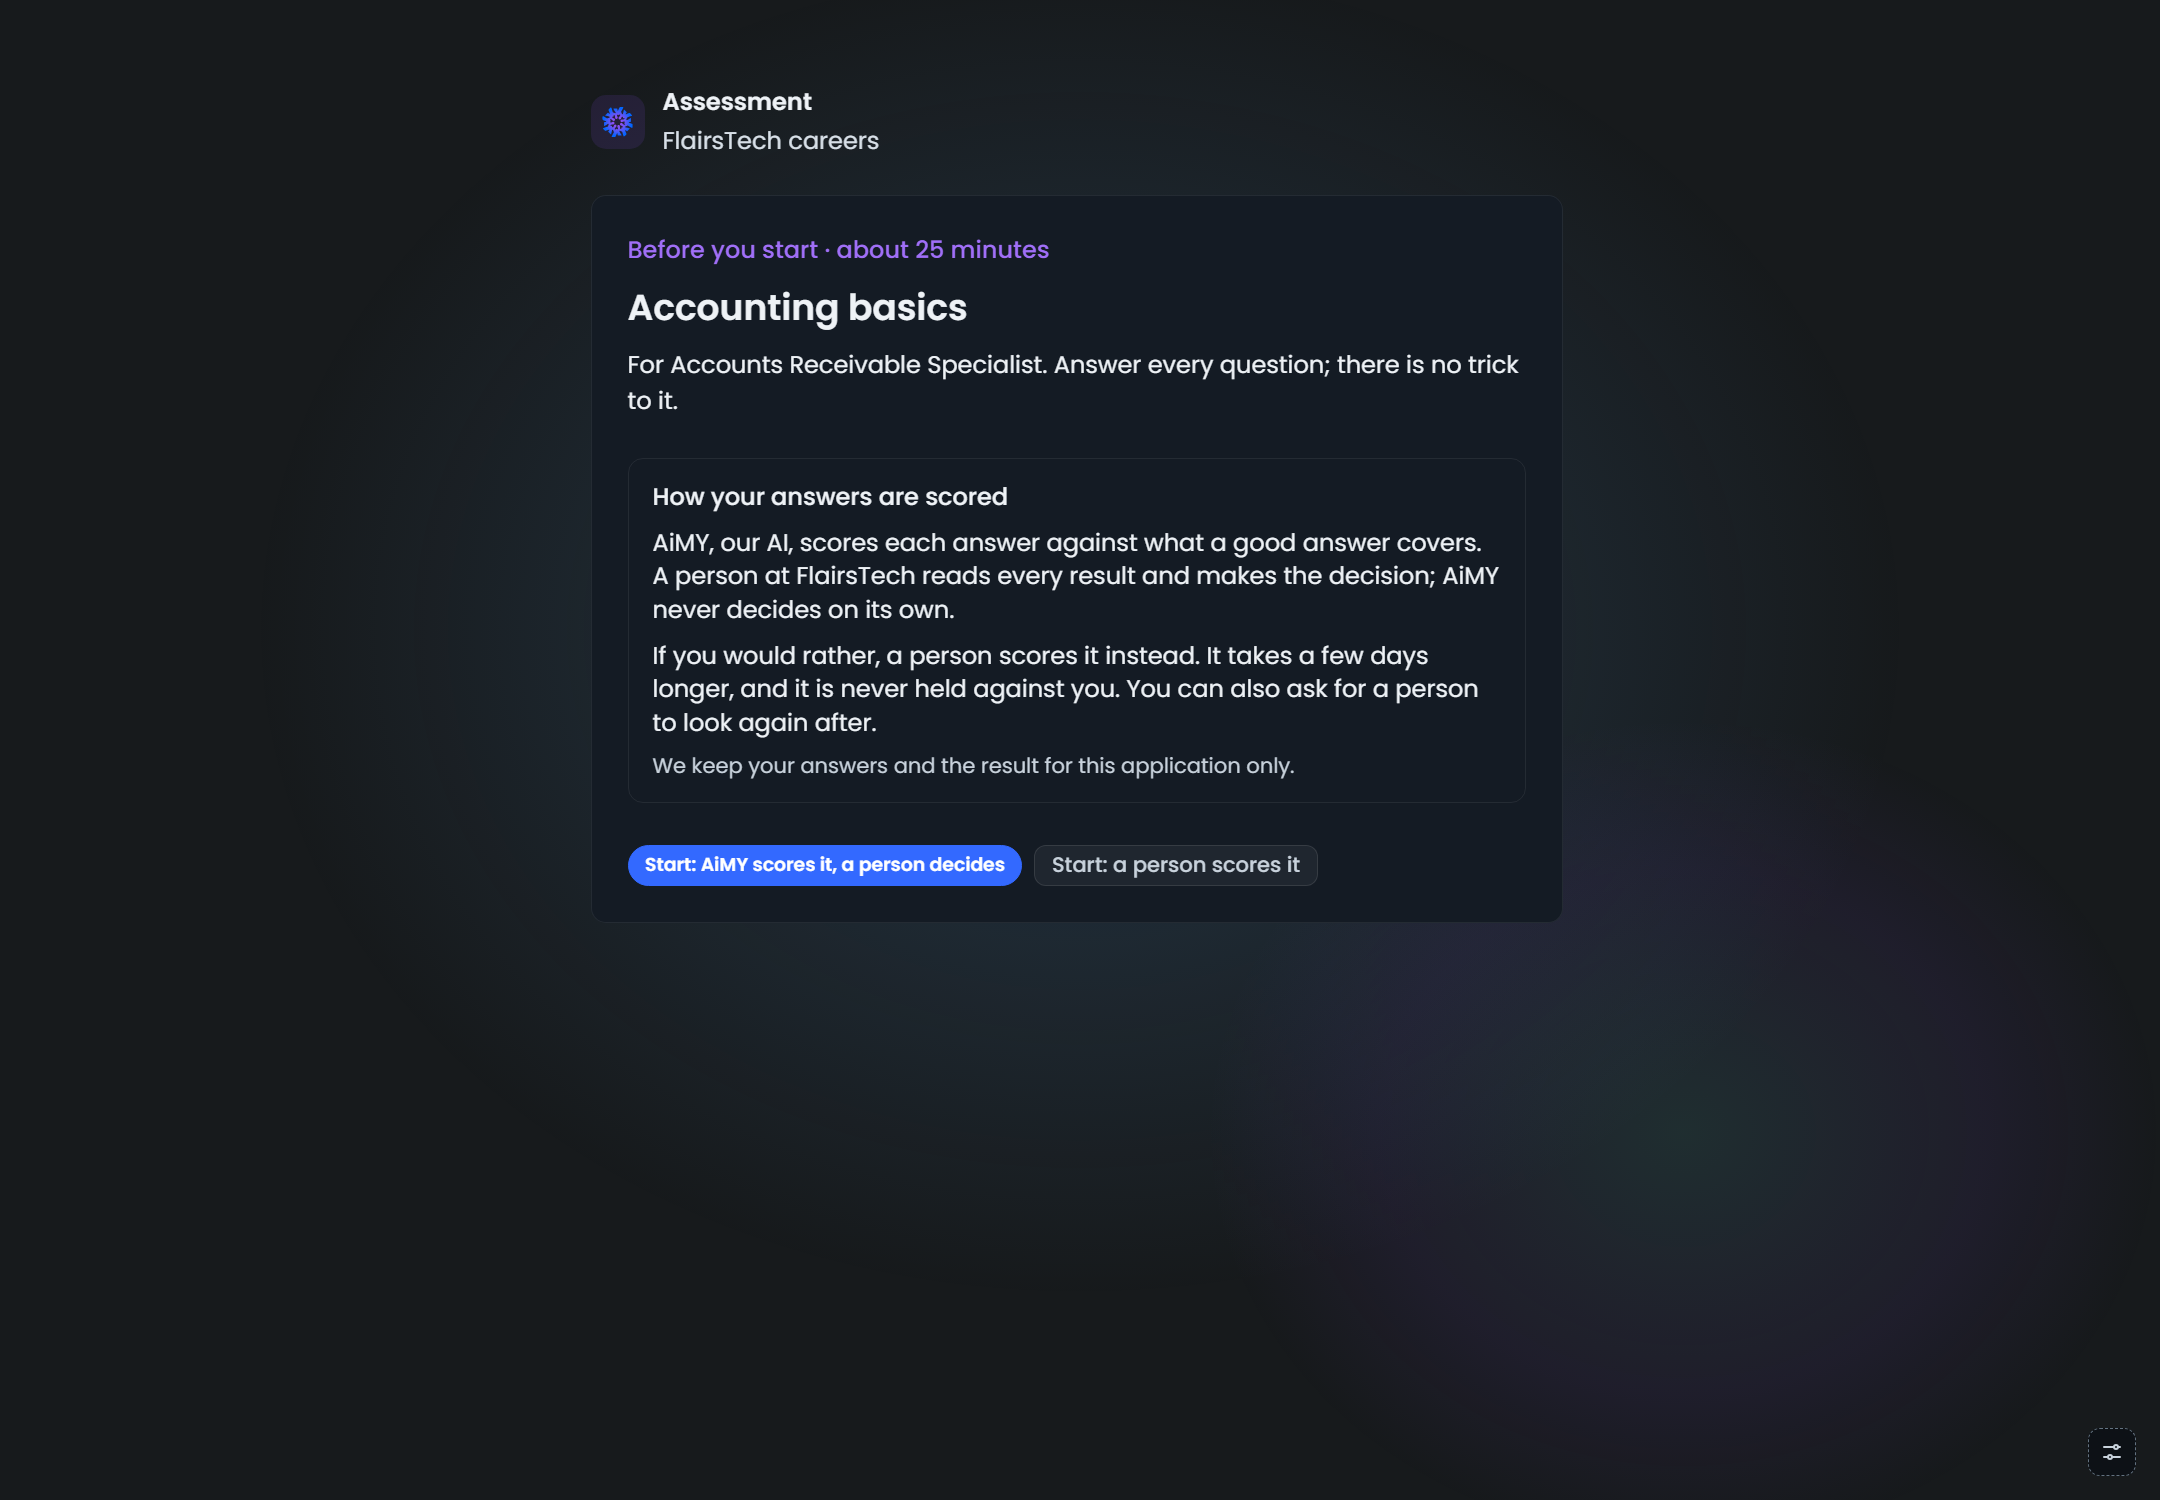 Assessment
FlairsTech careers
Before you start · about 25 minutes
Accounting basics
For Accounts Receivable Specialist. Answer every question; there is no trick
to it.
How your answers are scored
AiMY, our AI, scores each answer against what a good answer covers.
A person at FlairsTech reads every result and makes the decision; AiMY
never decides on its own.
If you would rather, a person scores it instead. It takes a few days
longer, and it is never held against you. You can also ask for a person
to look again after.
We keep your answers and the result for this application only.
Start: AiMY scores it, a person decides
Start: a person scores it